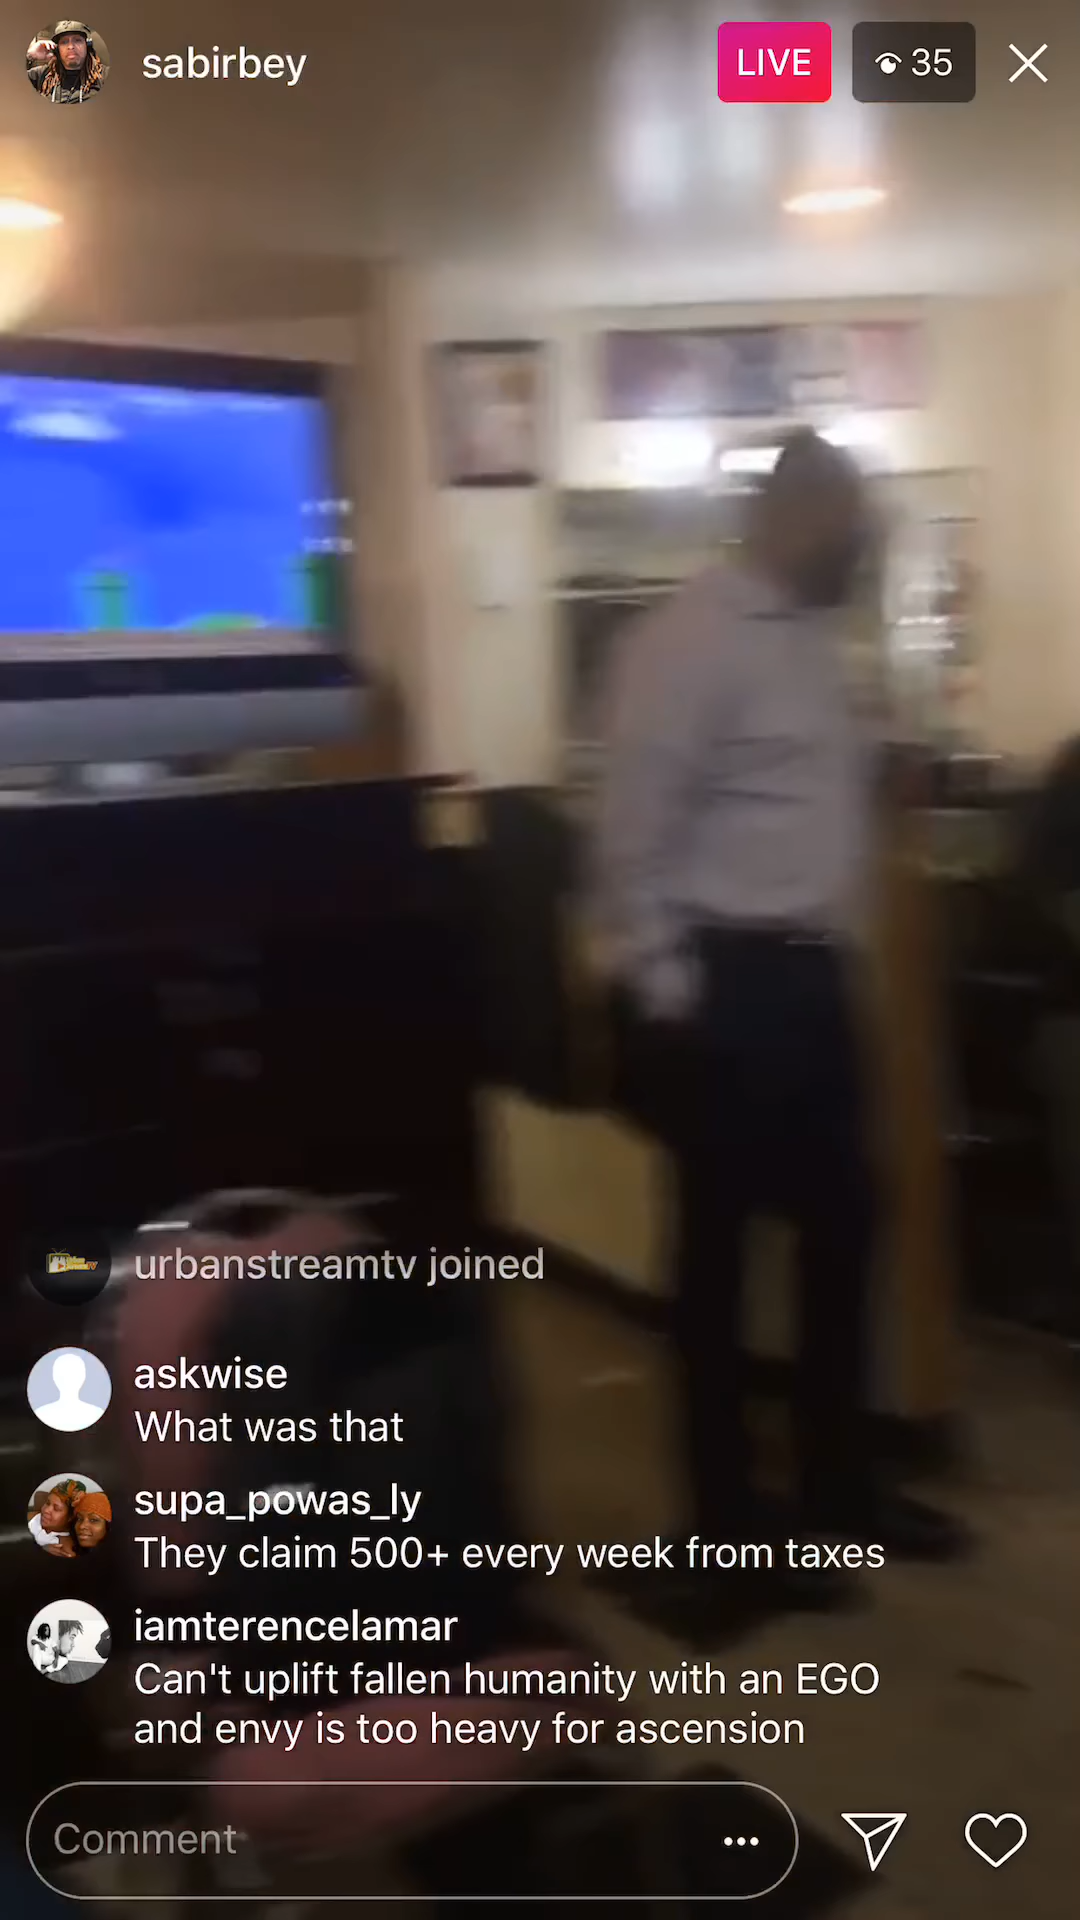 sabirbey
LIVE
35
urbanstreamtv joined
askwise
What was that
supa_powas_ly
They claim 500+ every week from taxes
iamterencelamar
Can't uplift fallen humanity with an EGO
and envy is too heavy for ascension
Comment